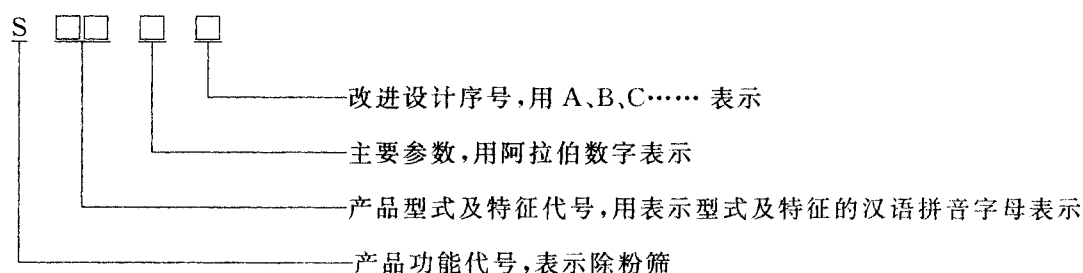 S □□ □ □
改进设计序号,用 A、B、C…… 表示
主要参数,用阿拉伯数字表示
产品型式及特征代号,用表示型式及特征的汉语拼音字母表示
产品功能代号,表示除粉筛